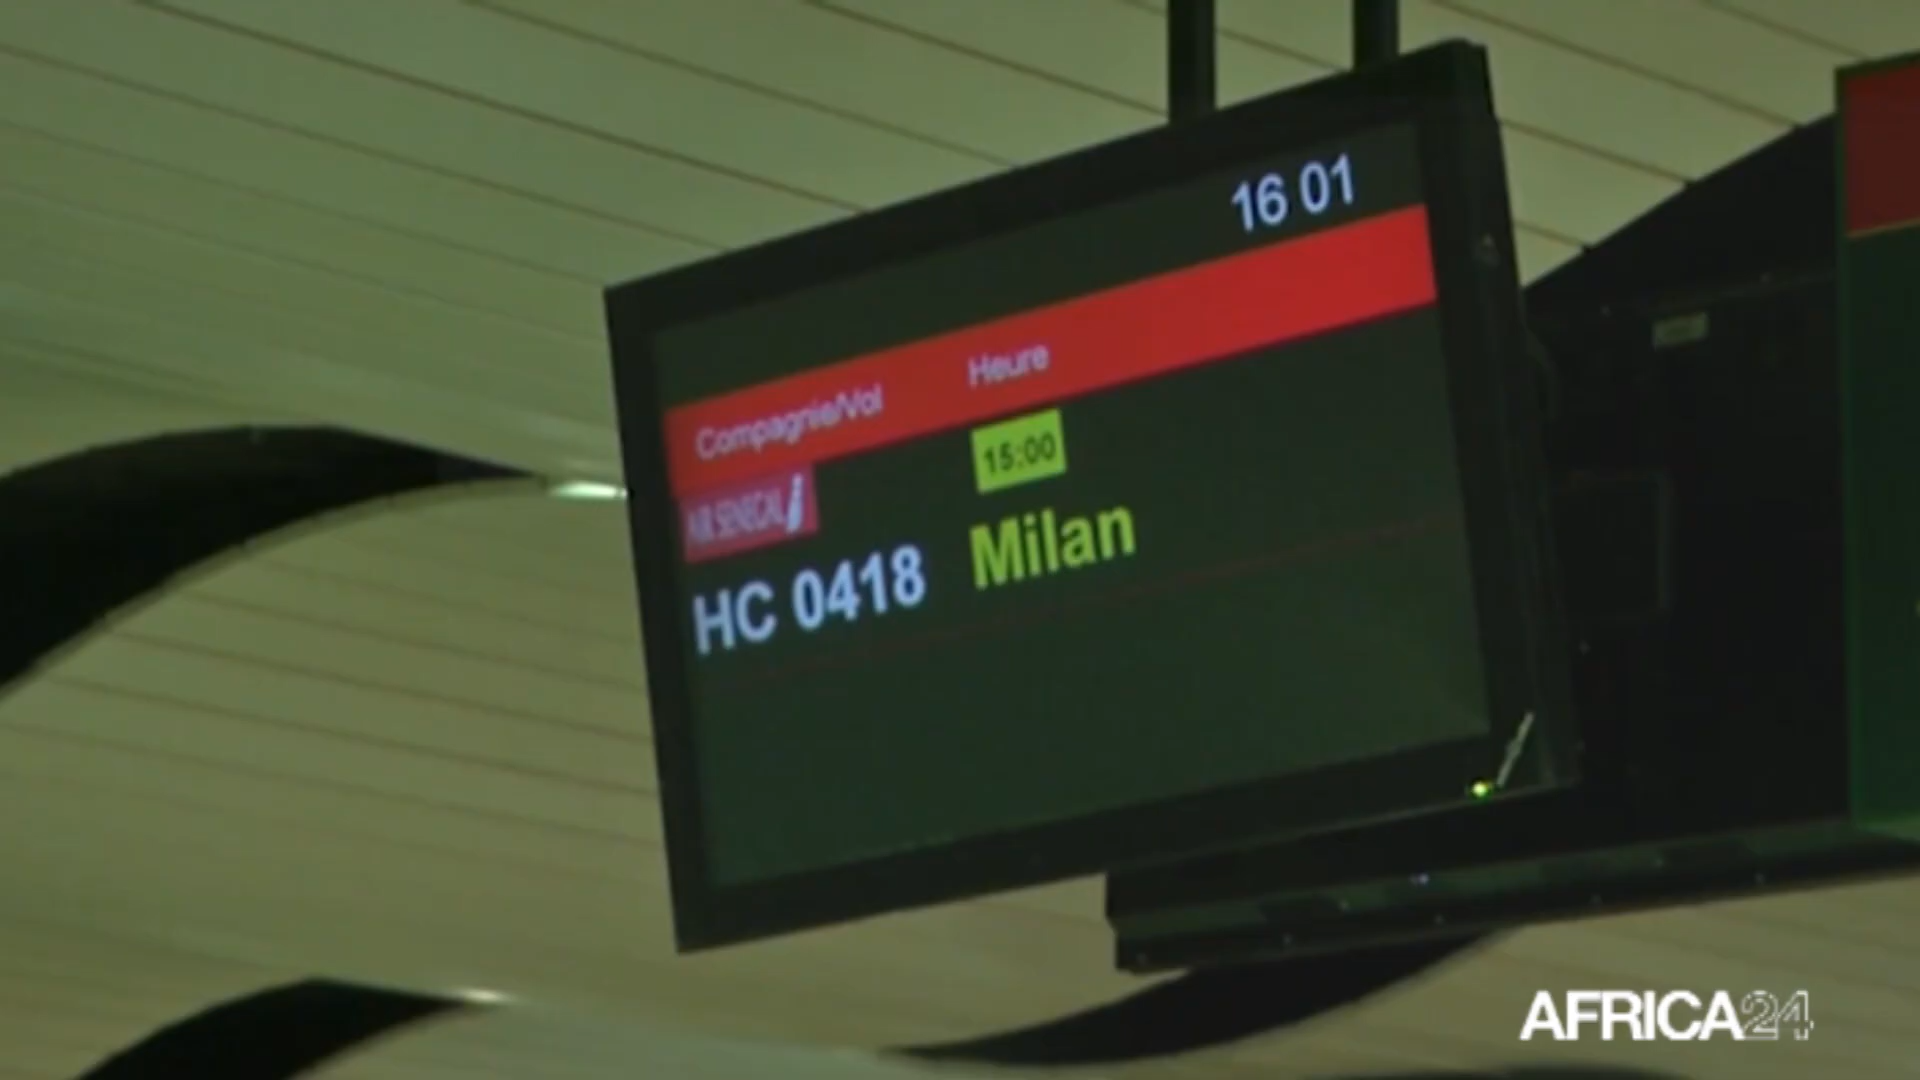 16 01
Compagnie/Vol Heure
AIR SENEGAL 15:00
HC 0418 Milan
AFRICA24